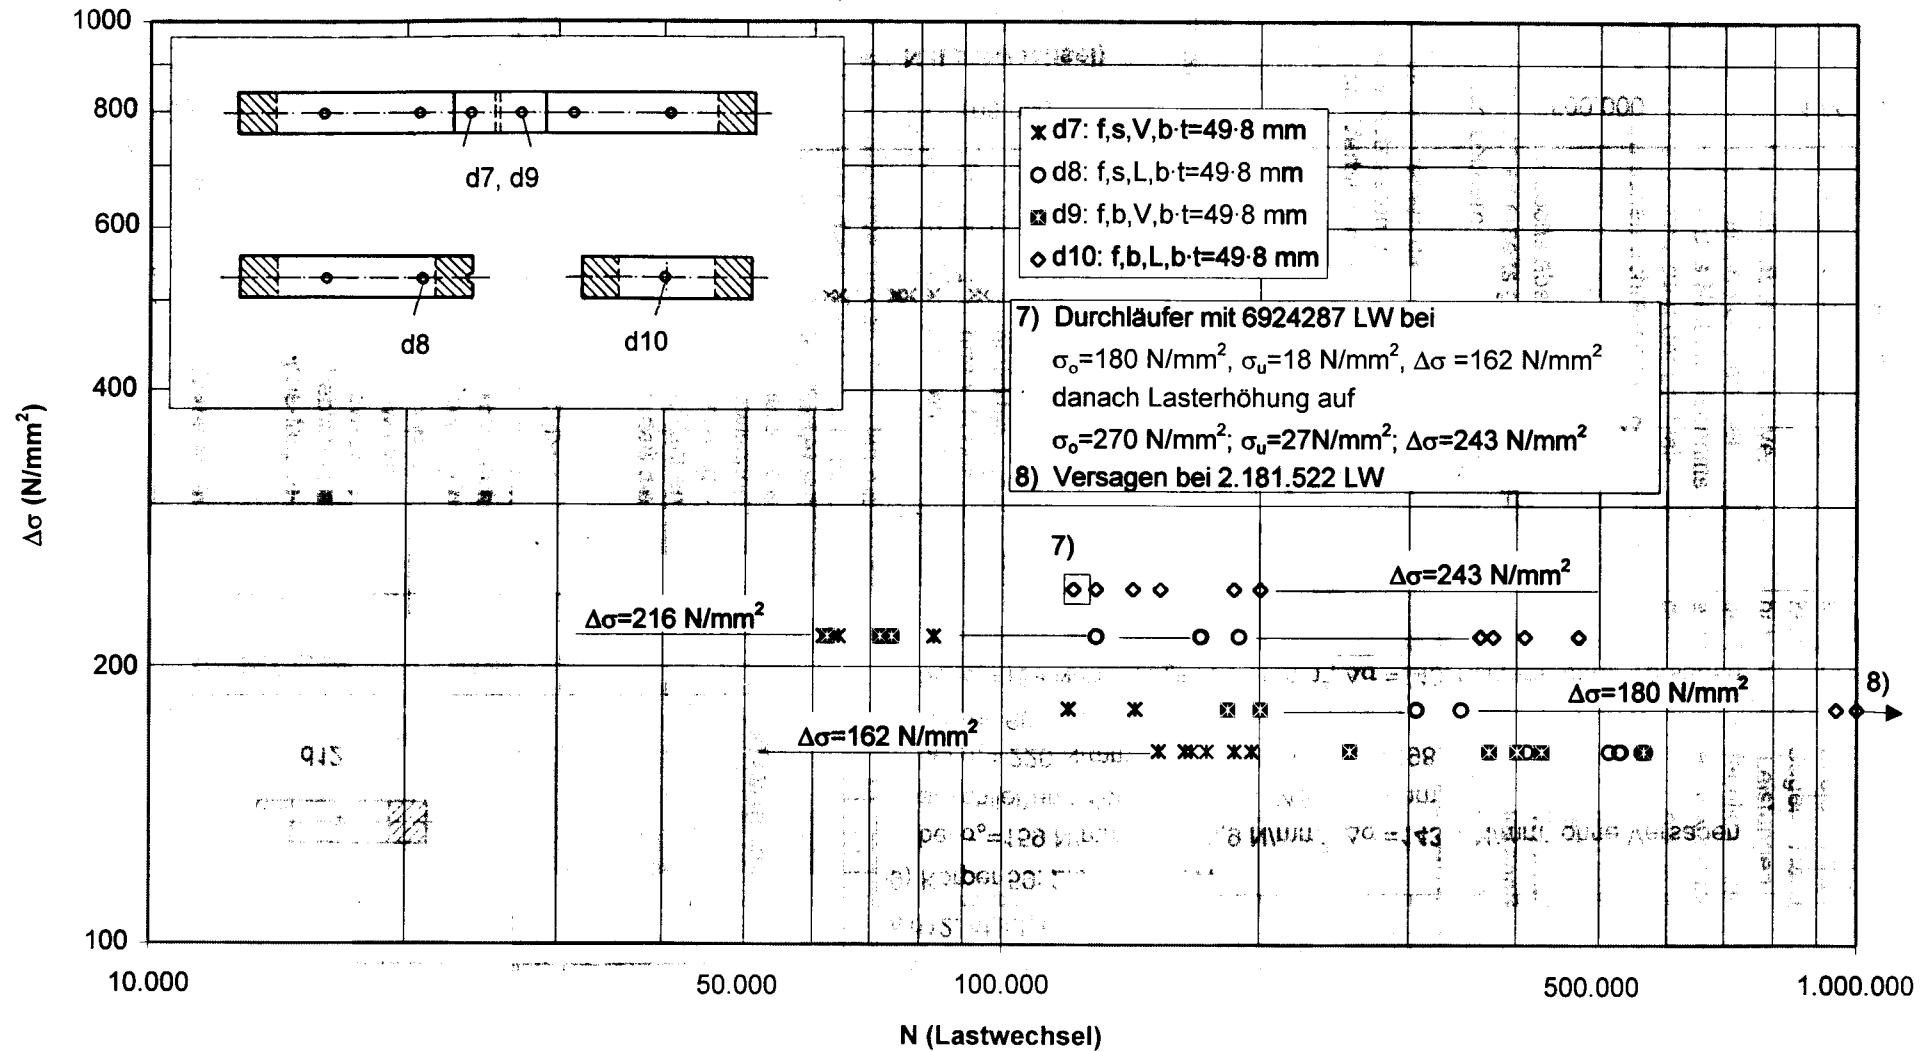 1000
800
600
400
200
100
Δσ (N/mm²)
d7, d9
d8
d10
d7: f,s,V,b·t=49·8 mm
d8: f,s,L,b·t=49·8 mm
d9: f,b,V,b·t=49·8 mm
d10: f,b,L,b·t=49·8 mm
7) Durchläufer mit 6924287 LW bei
σₒ=180 N/mm², σᵤ=18 N/mm², Δσ =162 N/mm²
danach Lasterhöhung auf
σₒ=270 N/mm²; σᵤ=27N/mm²; Δσ=243 N/mm²
8) Versagen bei 2.181.522 LW
7)
Δσ=243 N/mm²
Δσ=216 N/mm²
Δσ=180 N/mm²
8)
Δσ=162 N/mm²
d12
10.000
50.000
100.000
500.000
1.000.000
N (Lastwechsel)